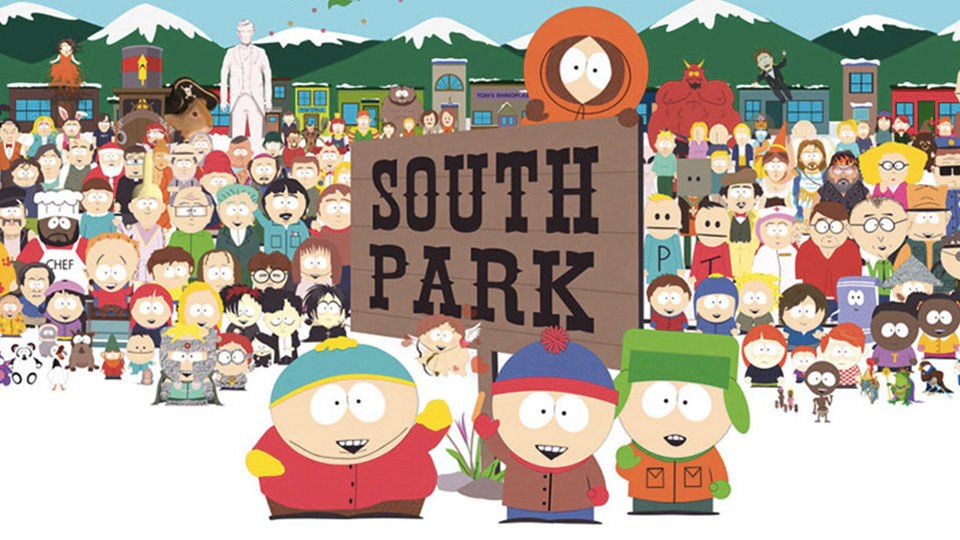 TOM'S RHINOPLASTY
SOUTH
PARK
CHEF
P
T